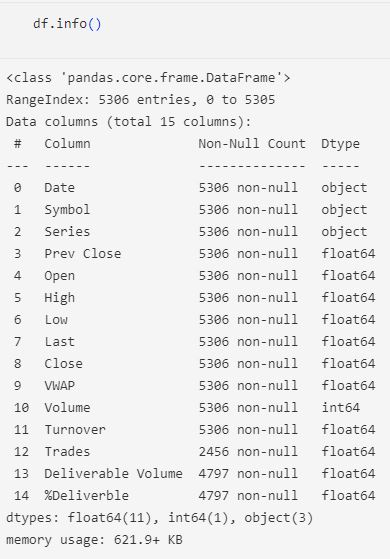 df.info()
<class 'pandas.core.frame.DataFrame'>
RangeIndex: 5306 entries, 0 to 5305
Data columns (total 15 columns):
 #   Column              Non-Null Count  Dtype
---  ------              --------------  -----
 0   Date                5306 non-null   object
 1   Symbol              5306 non-null   object
 2   Series              5306 non-null   object
 3   Prev Close          5306 non-null   float64
 4   Open                5306 non-null   float64
 5   High                5306 non-null   float64
 6   Low                 5306 non-null   float64
 7   Last                5306 non-null   float64
 8   Close               5306 non-null   float64
 9   VWAP                5306 non-null   float64
 10  Volume              5306 non-null   int64
 11  Turnover            5306 non-null   float64
 12  Trades              2456 non-null   float64
 13  Deliverable Volume  4797 non-null   float64
 14  %Deliverble         4797 non-null   float64
dtypes: float64(11), int64(1), object(3)
memory usage: 621.9+ KB